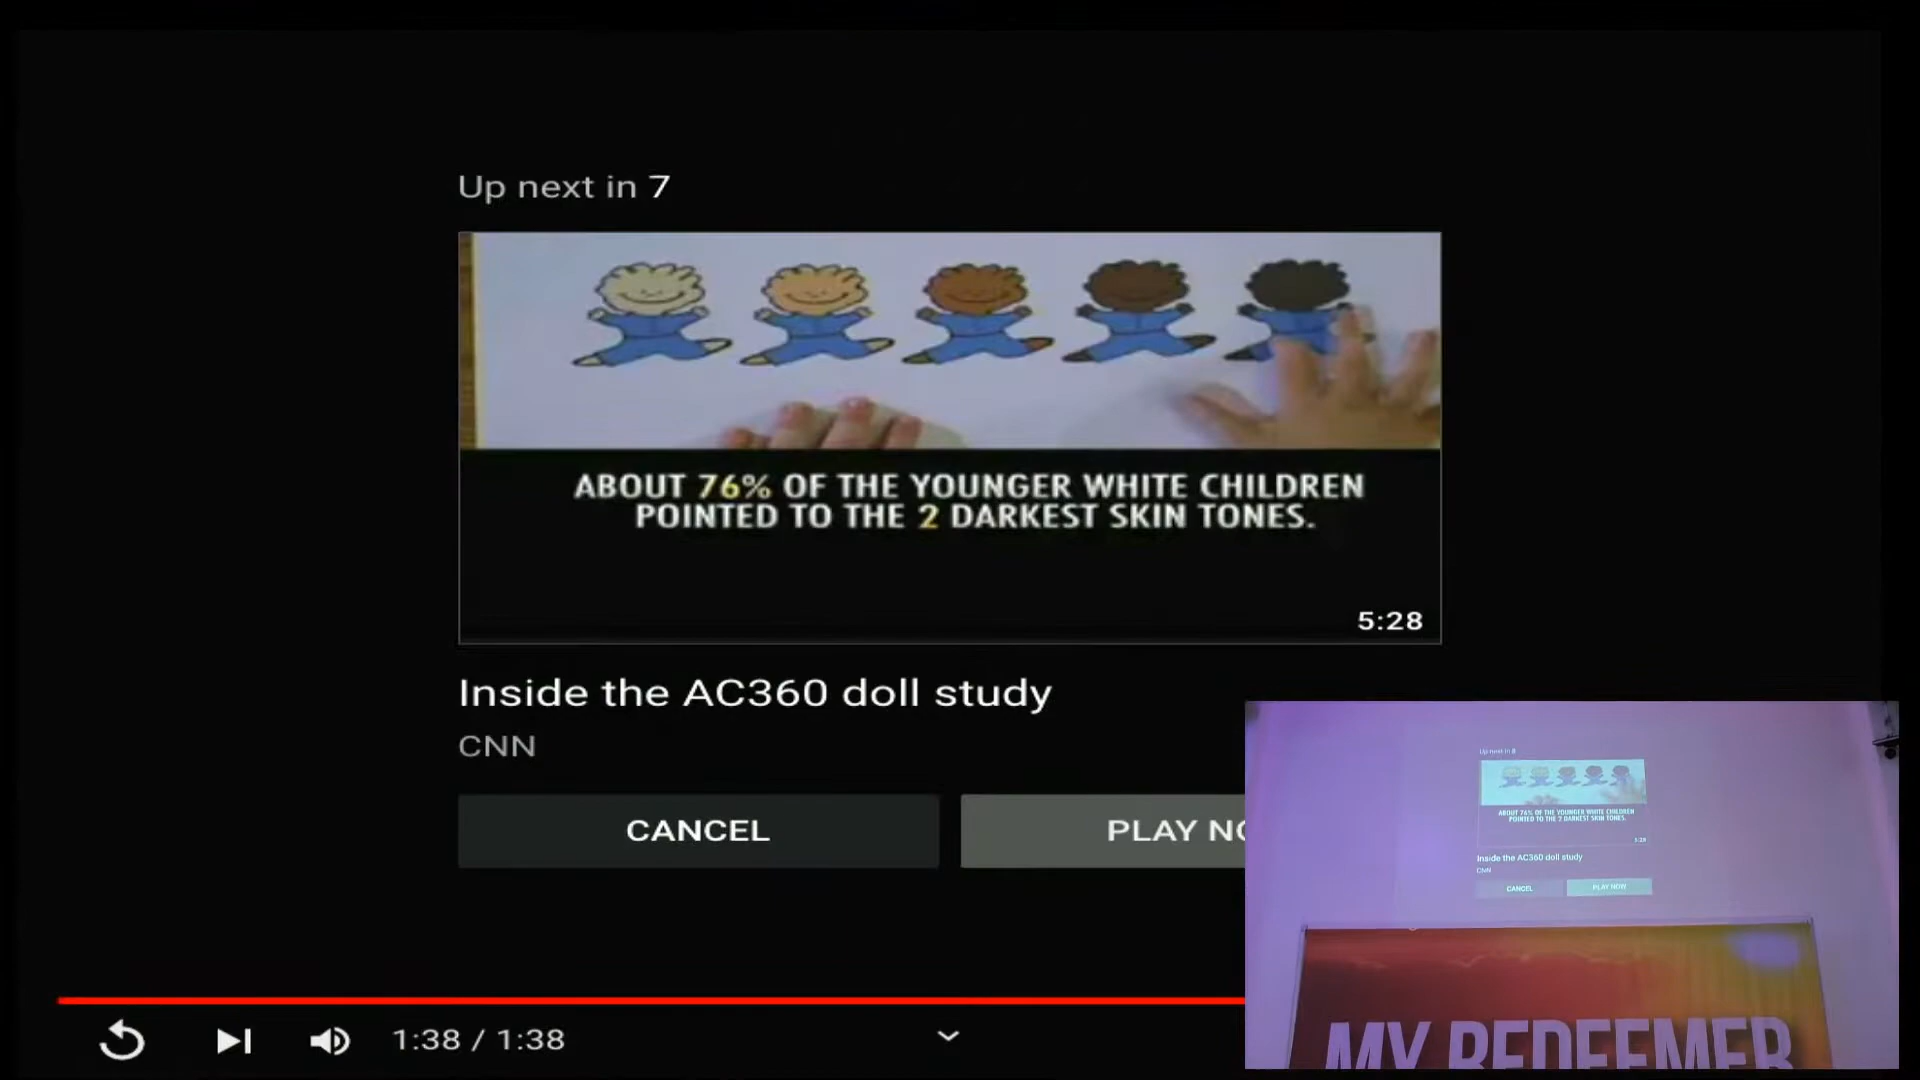 Up next in 7
ABOUT 76% OF THE YOUNGER WHITE CHILDREN
POINTED TO THE 2 DARKEST SKIN TONES.
5:28
Inside the AC360 doll study
CNN
CANCEL
PLAY NO
1:38 / 1:38
Up next in 8
ABOUT 76% OF THE YOUNGER WHITE CHILDREN
POINTED TO THE 2 DARKEST SKIN TONES.
5:28
Inside the AC360 doll study
CNN
CANCEL
PLAY NOW
MY REDEEMER